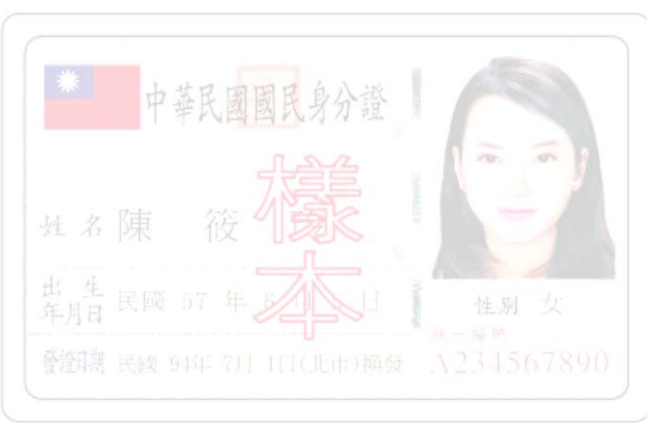 中華民國國民身分證
樣本
姓名 陳 筱
性別 女
出生年月日 民國 57 年 6 月 日
發證日期 民國 94年 7月 1日(北市)換發
統一編號
A234567890